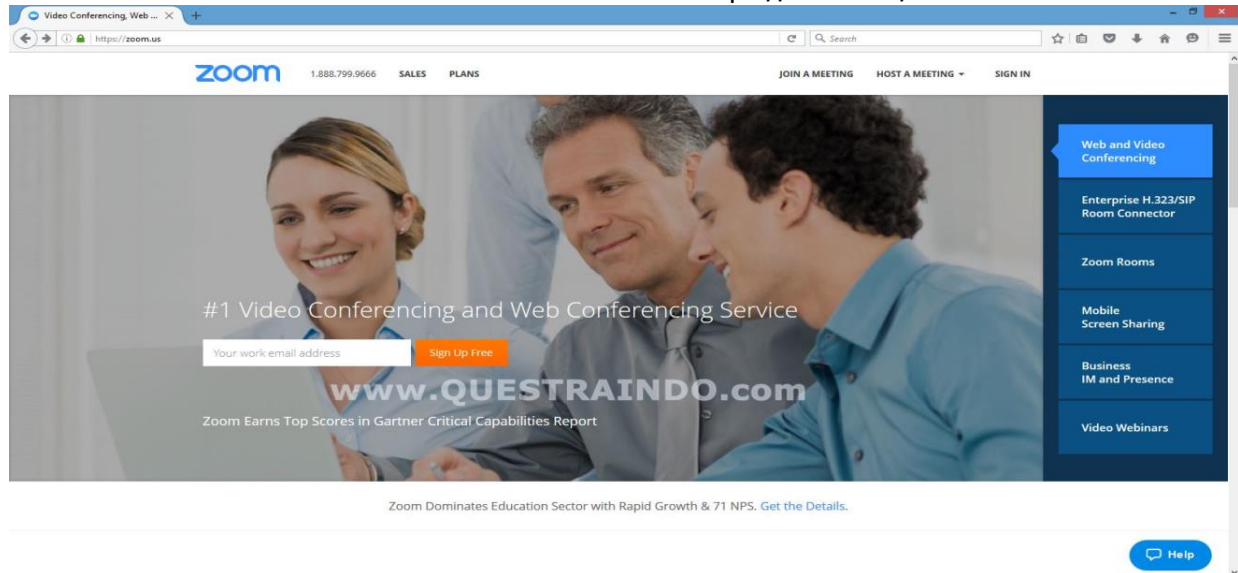 Video Conferencing, Web ...
https://zoom.us
Search
zoom
1.888.799.9666 SALES PLANS
JOIN A MEETING HOST A MEETING SIGN IN
Web and Video
Conferencing
Enterprise H.323/SIP
Room Connector
Zoom Rooms
Mobile
Screen Sharing
Business
IM and Presence
Video Webinars
#1 Video Conferencing and Web Conferencing Service
Your work email address
Sign Up Free
www.QUESTRAINDO.com
Zoom Earns Top Scores in Gartner Critical Capabilities Report
Zoom Dominates Education Sector with Rapid Growth & 71 NPS. Get the Details.
Help